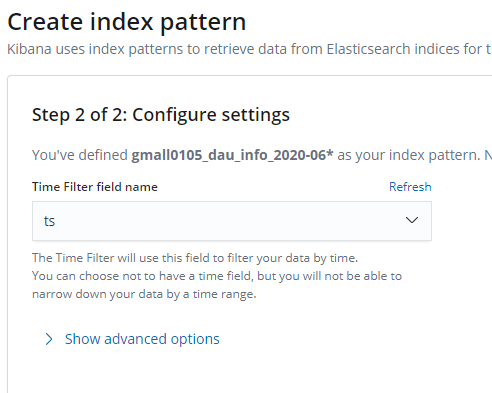 Create index pattern
Kibana uses index patterns to retrieve data from Elasticsearch indices for t
Step 2 of 2: Configure settings
You've defined gmall0105_dau_info_2020-06* as your index pattern. N
Time Filter field name Refresh
ts
The Time Filter will use this field to filter your data by time.
You can choose not to have a time field, but you will not be able to
narrow down your data by a time range.
Show advanced options